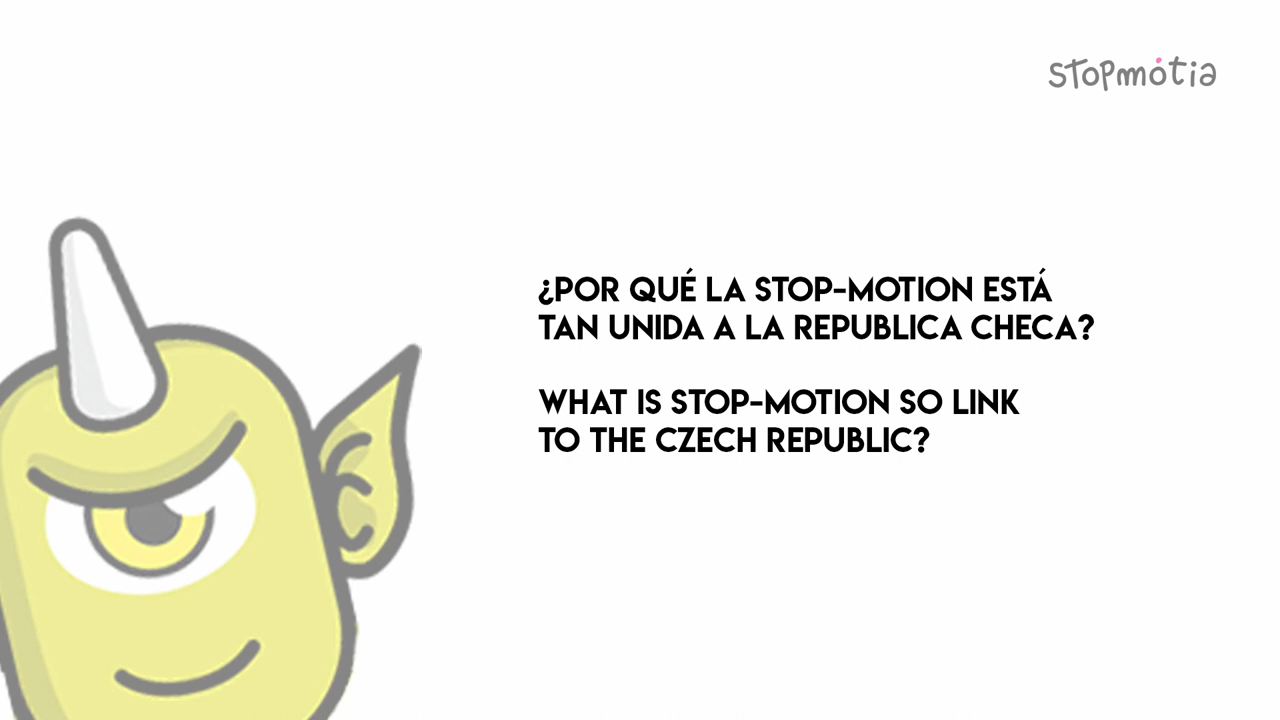 stopmótia
¿POR QUÉ LA STOP-MOTION ESTÁ
TAN UNIDA A LA REPUBLICA CHECA?
WHAT IS STOP-MOTION SO LINK
TO THE CZECH REPUBLIC?